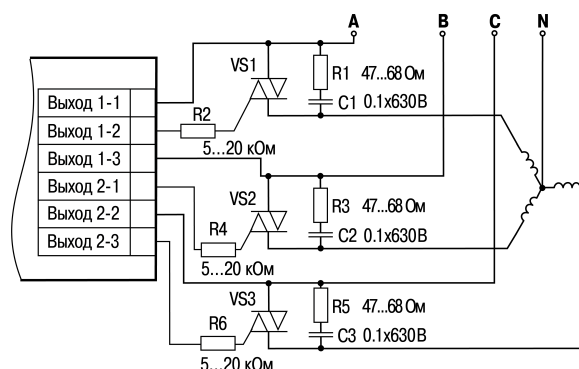 A B C N
VS1
R1 47...68 Ом
C1 0.1x630В
Выход 1-1
R2
Выход 1-2
5...20 кОм
Выход 1-3
Выход 2-1
VS2
R3 47...68 Ом
Выход 2-2
R4
C2 0.1x630В
Выход 2-3
5...20 кОм
VS3
R5 47...68 Ом
R6
C3 0.1x630В
5...20 кОм